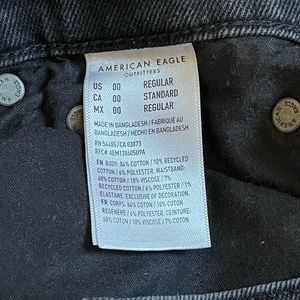 AMERICAN EAGLE
OUTFITTERS
US 00 REGULAR
CA 00 STANDARD
MX 00 REGULAR
MADE IN BANGLADESH / FABRIQUÉ AU
BANGLADESH / HECHO EN BANGLADESH
RN 54485/CA 03873
EN BODY: 84% COTTON / 10% RECYCLED
COTTON / 6% POLYESTER, WAISTBAND:
68% COTTON / 18% VISCOSE / 7%
RECYCLED COTTON / 6% POLYESTER / 1%
ELASTANE, EXCLUSIVE OF DECORATION.
FR CORPS: 84% COTON / 10% COTON
RÉGÉNÉRÉ / 6% POLYESTER, CEINTURE:
68% COTON / 18% VISCOSE / 7% COTON